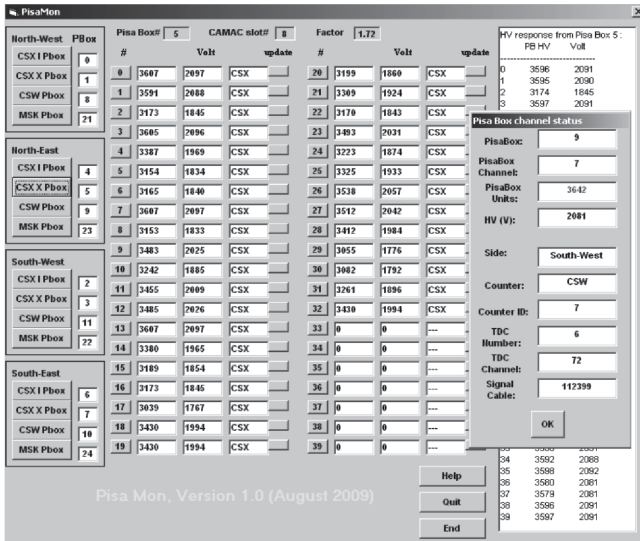 PisaMon
North-West PBox
CSX I Pbox 0
CSX X Pbox 1
CSW Pbox 8
MSK Pbox 21
North-East
CSX I Pbox 4
CSX X Pbox 5
CSW Pbox 9
MSK Pbox 23
South-West
CSX I Pbox 2
CSX X Pbox 3
CSW Pbox 11
MSK Pbox 22
South-East
CSX I Pbox 6
CSX X Pbox 7
CSW Pbox 10
MSK Pbox 24
Pisa Box# 5 CAMAC slot# 8 Factor 1.72
# Volt update # Volt
0 3607 2097 CSX 20 3199 1860 CSX
1 3591 2088 CSX 21 3309 1924 CSX
2 3173 1845 CSX 22 3170 1843 CSX
3 3605 2096 CSX 23 3493 2031 CSX
4 3387 1969 CSX 24 3223 1874 CSX
5 3154 1834 CSX 25 3325 1933 CSX
6 3165 1840 CSX 26 3538 2057 CSX
7 3607 2097 CSX 27 3512 2042 CSX
8 3153 1833 CSX 28 3412 1984 CSX
9 3483 2025 CSX 29 3055 1776 CSX
10 3242 1885 CSX 30 3082 1792 CSX
11 3455 2009 CSX 31 3261 1896 CSX
12 3485 2026 CSX 32 3430 1994 CSX
13 3607 2097 CSX 33 0 0 ---
14 3380 1965 CSX 34 0 0 ---
15 3189 1854 CSX 35 0 0 ---
16 3173 1845 CSX 36 0 0 ---
17 3039 1767 CSX 37 0 0 ---
18 3430 1994 CSX 38 0 0 ---
19 3430 1994 CSX 39 0 0 ---
Pisa Mon, Version 1.0 (August 2009)
Help
Quit
End
HV response from Pisa Box 5 :
PB HV Volt
0 3596 2091
1 3595 2090
2 3174 1845
3 3597 2091
Pisa Box channel status
PisaBox: 9
PisaBox Channel: 7
PisaBox Units: 3642
HV (V): 2081
Side: South-West
Counter: CSW
Counter ID: 7
TDC Number: 6
TDC Channel: 72
Signal Cable: 112399
OK
34 3592 2088
35 3598 2092
36 3580 2081
37 3579 2081
38 3596 2091
39 3597 2091